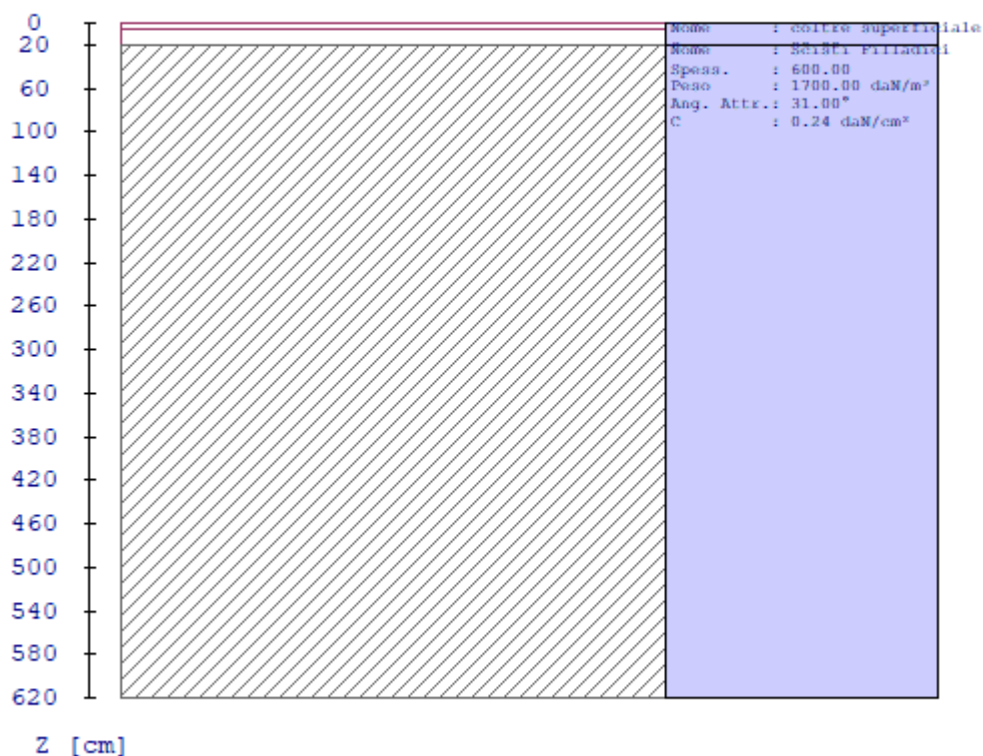 0
20
60
100
140
180
220
260
300
340
380
420
460
500
540
580
620
Z [cm]
Nome : coltre superficiale
Nome : Scisti Filladici
Spess. : 600.00
Peso : 1700.00 daN/m³
Ang. Attr.: 31.00°
C : 0.24 daN/cm²